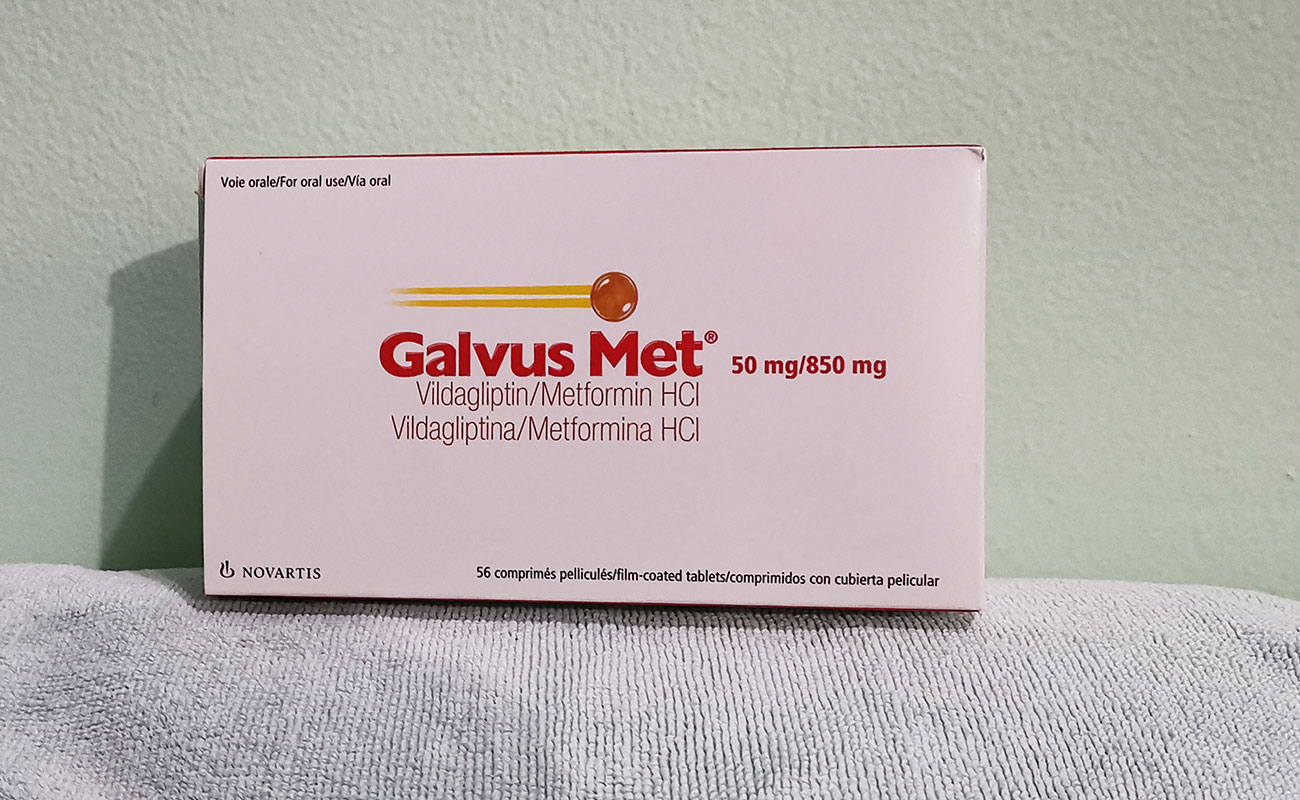 Voie orale/For oral use/Vía oral
Galvus Met® 50 mg/850 mg
Vildagliptin/Metformin HCl
Vildagliptina/Metformina HCl
NOVARTIS
56 comprimés pelliculés/film-coated tablets/comprimidos con cubierta pelicular